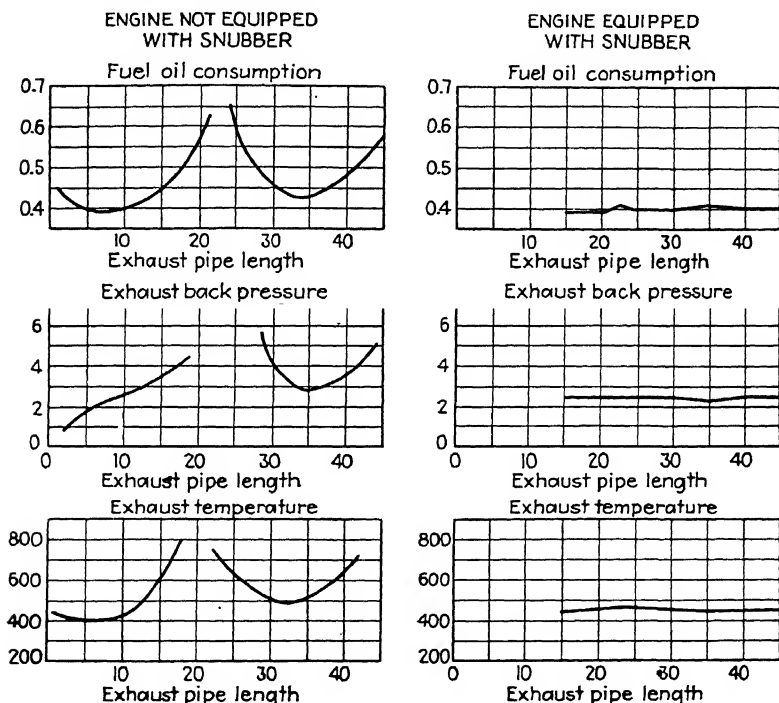 ENGINE NOT EQUIPPED
WITH SNUBBER
Fuel oil consumption
0.7
0.6
0.5
0.4
10 20 30 40
Exhaust pipe length
Exhaust back pressure
6
4
2
0
0 10 20 30 40
Exhaust pipe length
Exhaust temperature
800
600
400
200
0 10 20 30 40
Exhaust pipe length
ENGINE EQUIPPED
WITH SNUBBER
Fuel oil consumption
0.7
0.6
0.5
0.4
10 20 30 40
Exhaust pipe length
Exhaust back pressure
6
4
2
0
0 10 20 30 40
Exhaust pipe length
Exhaust temperature
800
600
400
200
0 10 20 30 40
Exhaust pipe length